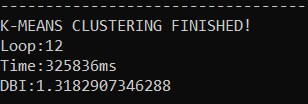 ---------------------------------
K-MEANS CLUSTERING FINISHED!
Loop:12
Time:325836ms
DBI:1.3182907346288